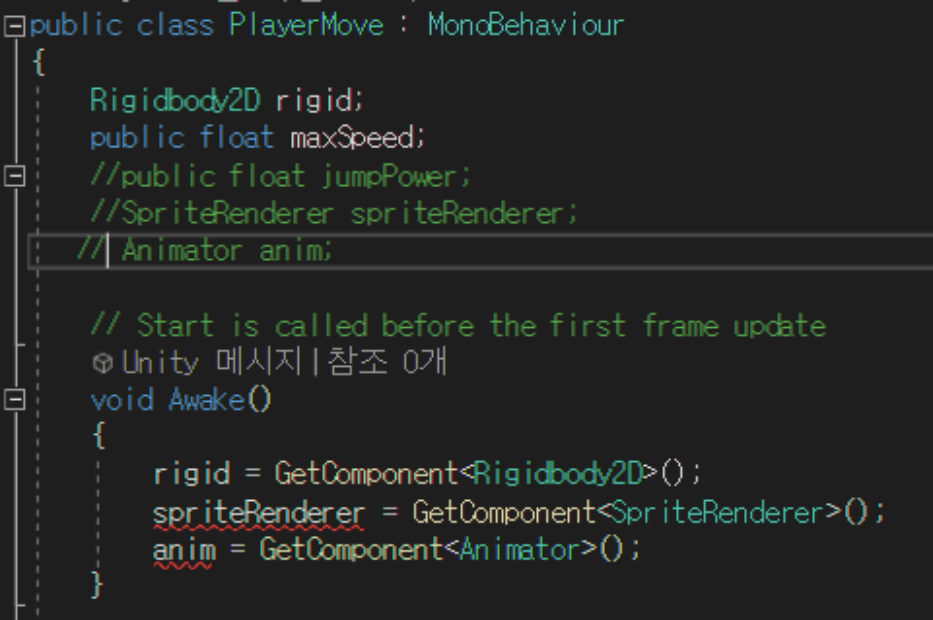 public class PlayerMove : MonoBehaviour
{
Rigidbody2D rigid;
public float maxSpeed;
//public float jumpPower;
//SpriteRenderer spriteRenderer;
// Animator anim;
// Start is called before the first frame update
Unity 메시지|참조 0개
void Awake()
{
rigid = GetComponent<Rigidbody2D>();
spriteRenderer = GetComponent<SpriteRenderer>();
anim = GetComponent<Animator>();
}